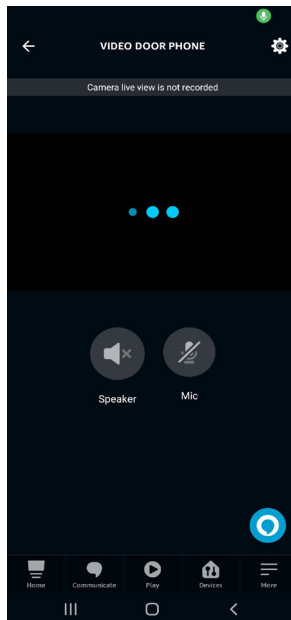 VIDEO DOOR PHONE
Camera live view is not recorded
Speaker
Mic
Home
Communicate
Play
Devices
More